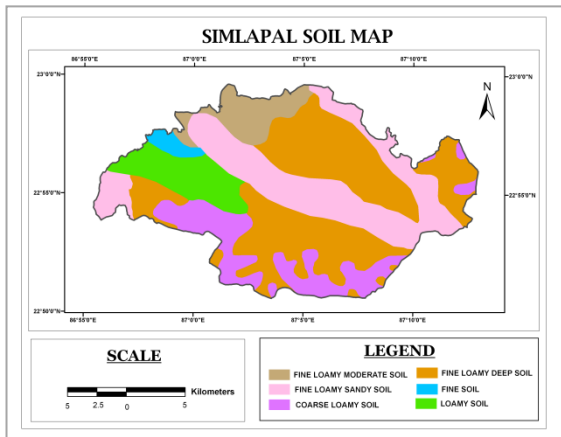 SIMLAPAL SOIL MAP
86°55'0"E 87°0'0"E 87°5'0"E 87°10'0"E
23°0'0"N 23°0'0"N
N
22°55'0"N 22°55'0"N
22°50'0"N
86°55'0"E 87°0'0"E 87°5'0"E 87°10'0"E
SCALE
Kilometers
5 2.5 0 5
LEGEND
FINE LOAMY MODERATE SOIL FINE LOAMY DEEP SOIL
FINE LOAMY SANDY SOIL FINE SOIL
COARSE LOAMY SOIL LOAMY SOIL